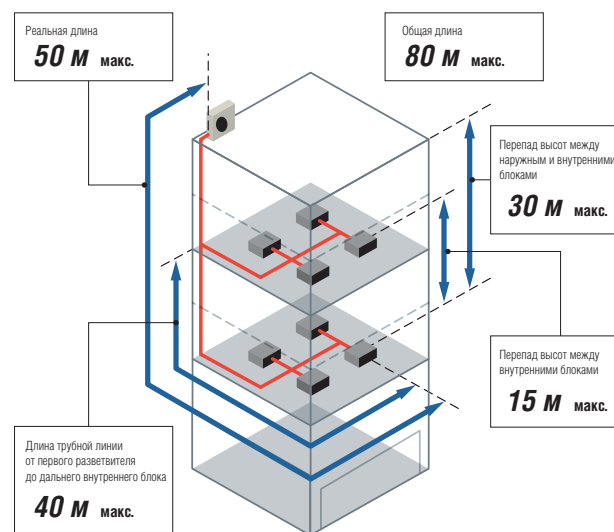 Реальная длина
50 м макс.
Общая длина
80 м макс.
Перепад высот между
наружным и внутренними
блоками
30 м макс.
Перепад высот между
внутренними блоками
15 м макс.
Длина трубной линии
от первого разветвителя
до дальнего внутреннего блока
40 м макс.